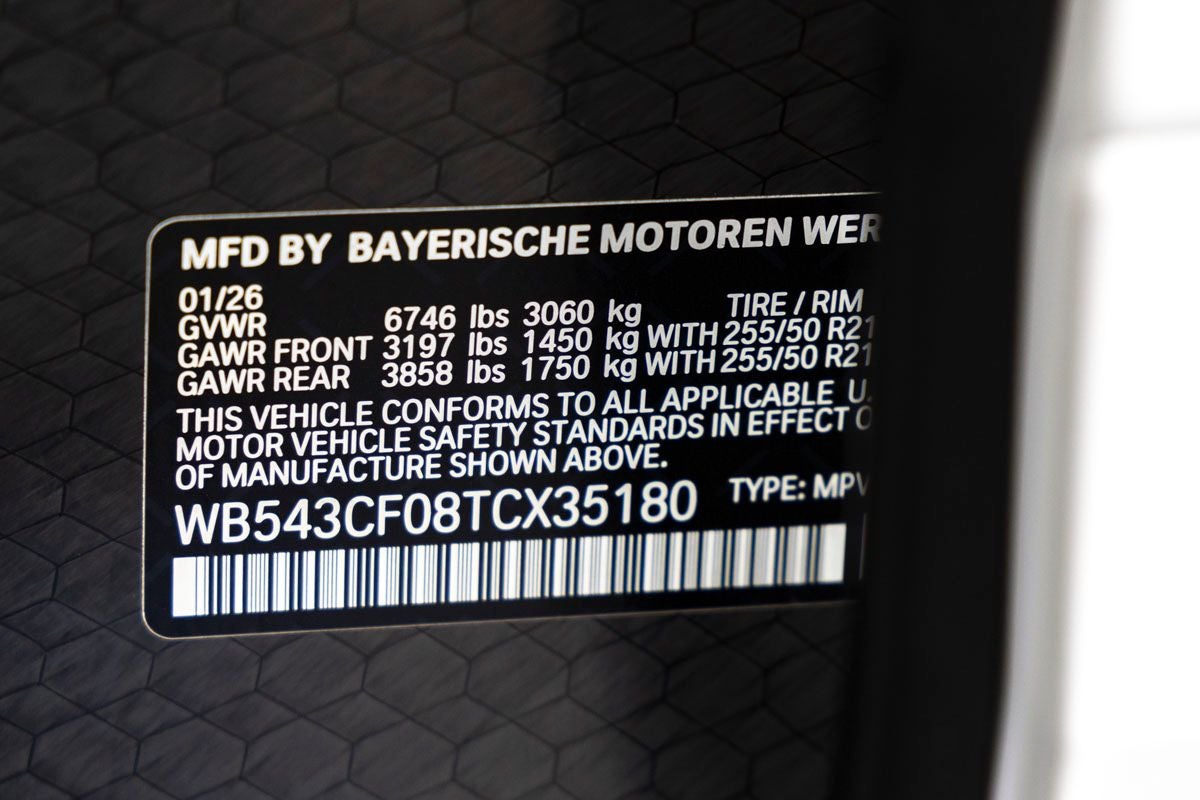 MFD BY BAYERISCHE MOTOREN WER
01/26
GVWR 6746 lbs 3060 kg TIRE / RIM
GAWR FRONT 3197 lbs 1450 kg WITH 255/50 R21
GAWR REAR 3858 lbs 1750 kg WITH 255/50 R21
THIS VEHICLE CONFORMS TO ALL APPLICABLE U.
MOTOR VEHICLE SAFETY STANDARDS IN EFFECT
OF MANUFACTURE SHOWN ABOVE.
WB543CF08TCX35180 TYPE: MPV